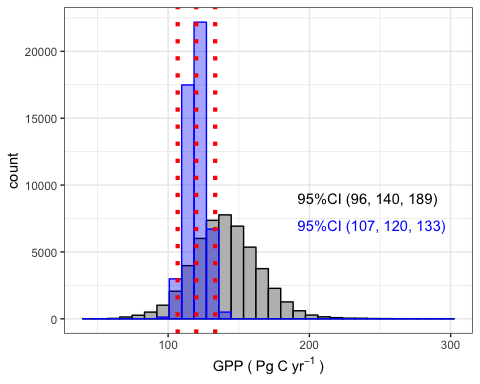 20000
15000
10000
5000
0
count
95%CI (96, 140, 189)
95%CI (107, 120, 133)
100
200
300
GPP ( Pg C yr⁻¹ )